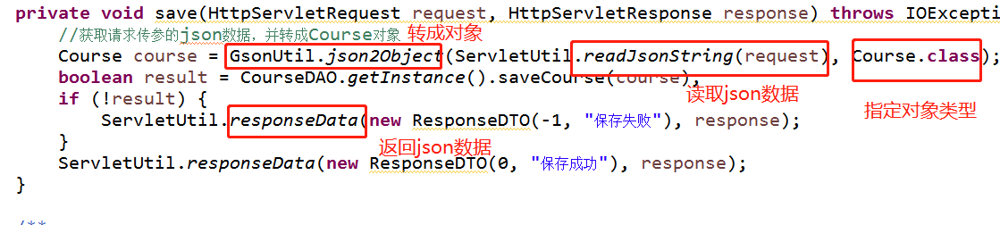 private void save(HttpServletRequest request, HttpServletResponse response) throws IOExcepti
//获取请求传参的json数据，并转成Course对象 转成对象
Course course = GsonUtil.json2Object(ServletUtil.readJsonString(request), Course.class);
boolean result = CourseDAO.getInstance().saveCourse(course); 读取json数据
if (!result) { 指定对象类型
ServletUtil.responseData(new ResponseDTO(-1, "保存失败"), response);
} 返回json数据
ServletUtil.responseData(new ResponseDTO(0, "保存成功"), response);
}
/**